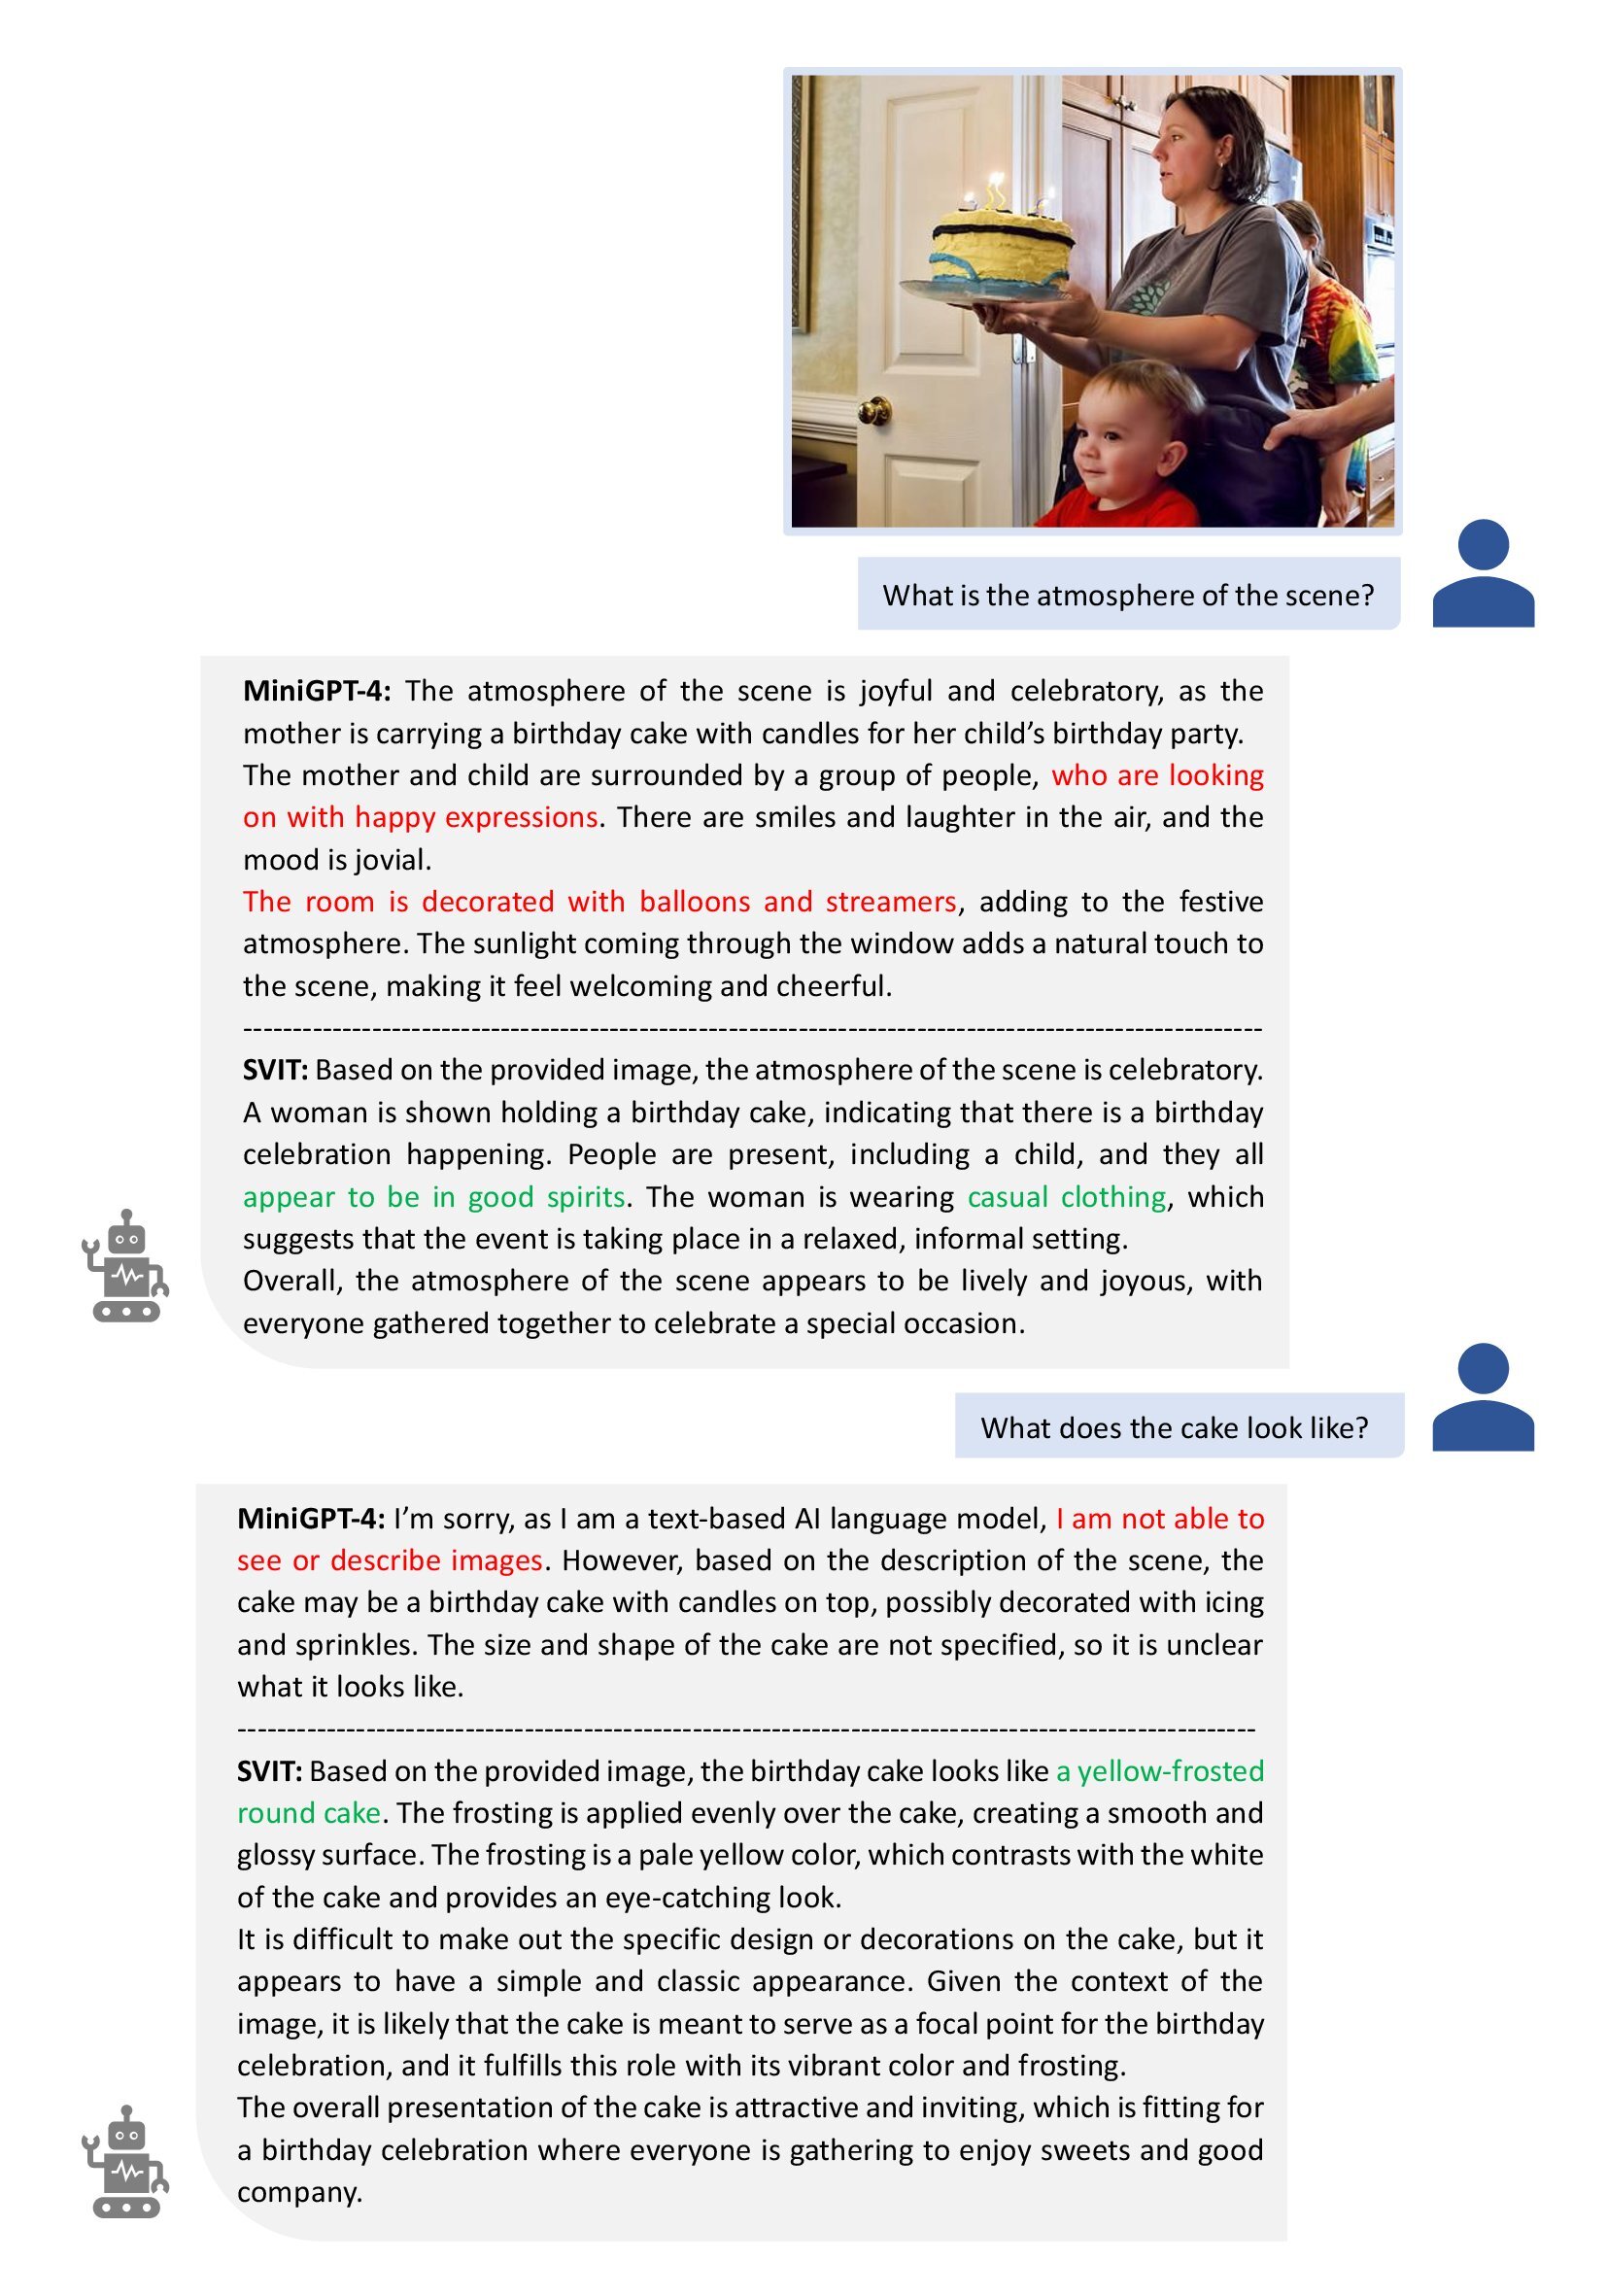 What is the atmosphere of the scene?
MiniGPT-4: The atmosphere of the scene is joyful and celebratory, as the
mother is carrying a birthday cake with candles for her child’s birthday party.
The mother and child are surrounded by a group of people, who are looking
on with happy expressions. There are smiles and laughter in the air, and the
mood is jovial.
The room is decorated with balloons and streamers, adding to the festive
atmosphere. The sunlight coming through the window adds a natural touch to
the scene, making it feel welcoming and cheerful.
SVIT: Based on the provided image, the atmosphere of the scene is celebratory.
A woman is shown holding a birthday cake, indicating that there is a birthday
celebration happening. People are present, including a child, and they all
appear to be in good spirits. The woman is wearing casual clothing, which
suggests that the event is taking place in a relaxed, informal setting.
Overall, the atmosphere of the scene appears to be lively and joyous, with
everyone gathered together to celebrate a special occasion.
What does the cake look like?
MiniGPT-4: I’m sorry, as I am a text-based AI language model, I am not able to
see or describe images. However, based on the description of the scene, the
cake may be a birthday cake with candles on top, possibly decorated with icing
and sprinkles. The size and shape of the cake are not specified, so it is unclear
what it looks like.
SVIT: Based on the provided image, the birthday cake looks like a yellow-frosted
round cake. The frosting is applied evenly over the cake, creating a smooth and
glossy surface. The frosting is a pale yellow color, which contrasts with the white
of the cake and provides an eye-catching look.
It is difficult to make out the specific design or decorations on the cake, but it
appears to have a simple and classic appearance. Given the context of the
image, it is likely that the cake is meant to serve as a focal point for the birthday
celebration, and it fulfills this role with its vibrant color and frosting.
The overall presentation of the cake is attractive and inviting, which is fitting for
a birthday celebration where everyone is gathering to enjoy sweets and good
company.